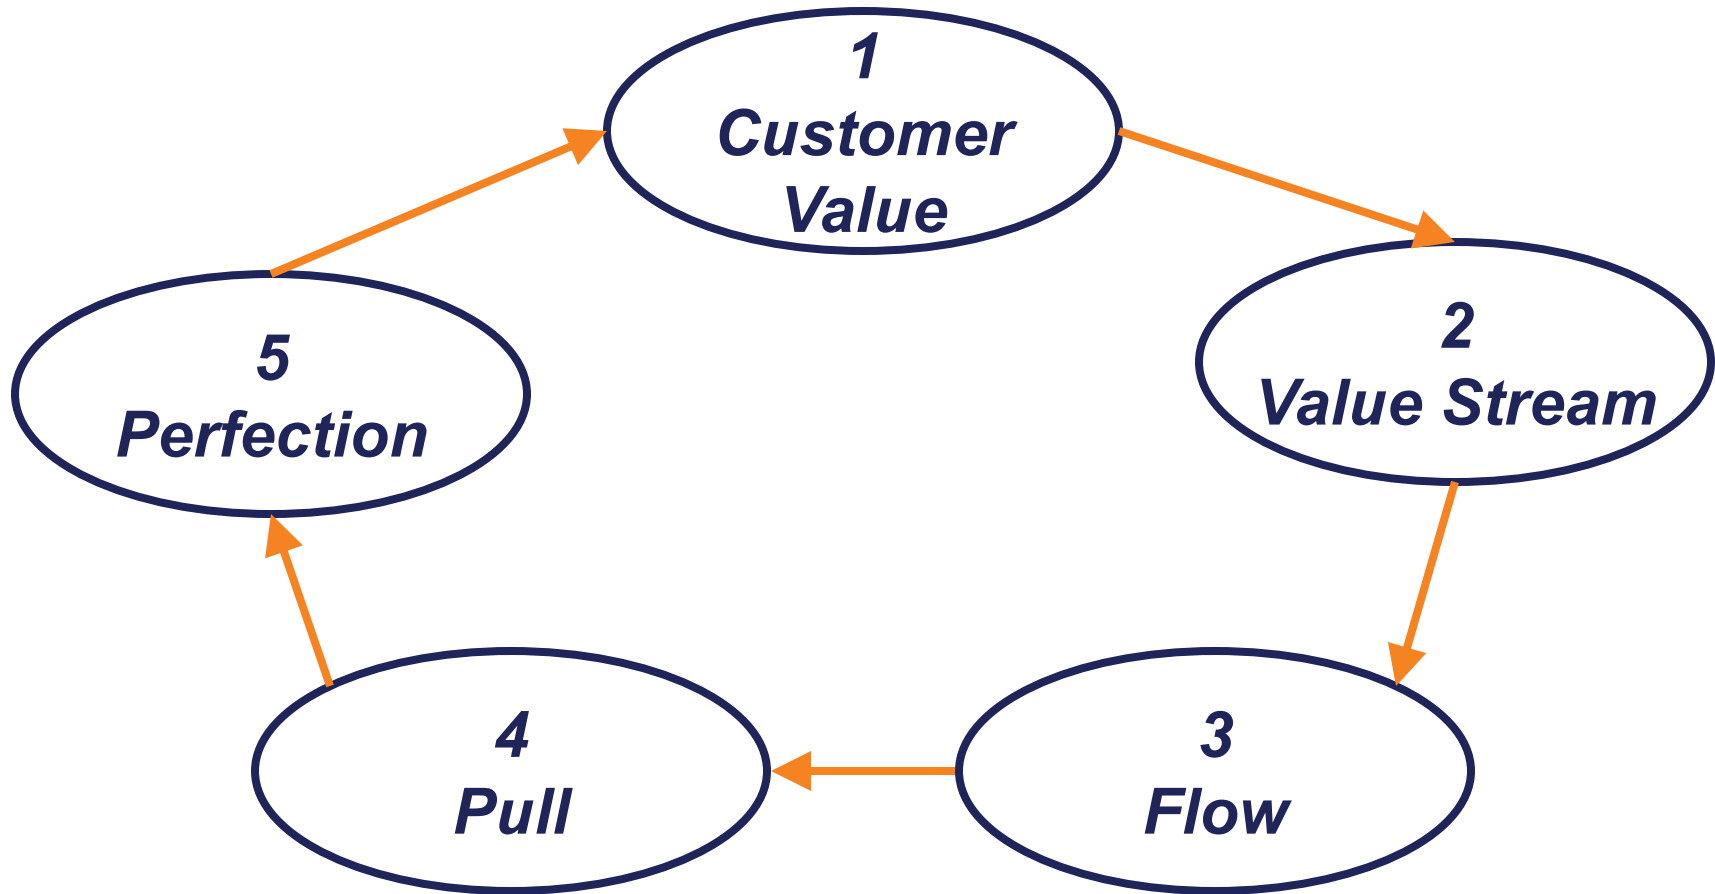 1
Customer
Value
2
Value Stream
3
Flow
4
Pull
5
Perfection